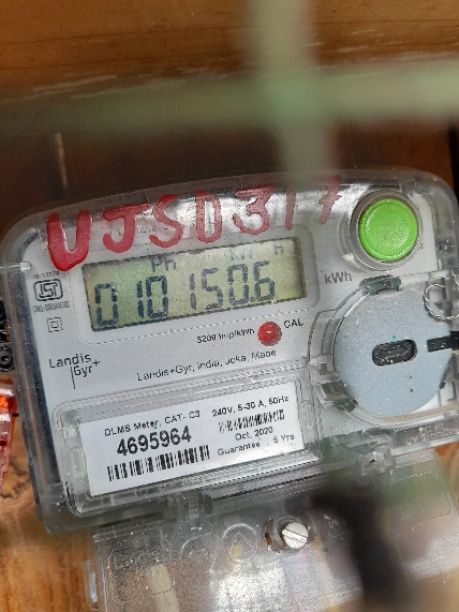 UJSD317
Ph kW h
010150.6
kWh
3200 imp/kWh
CAL
Landis+Gyr, India, Joka, Made
Landis
Gyr+
DLMS Meter, CAT- C3
240V, 5-30 A, 50Hz
4695964
Oct, 2020
Guarantee : 5 Yrs